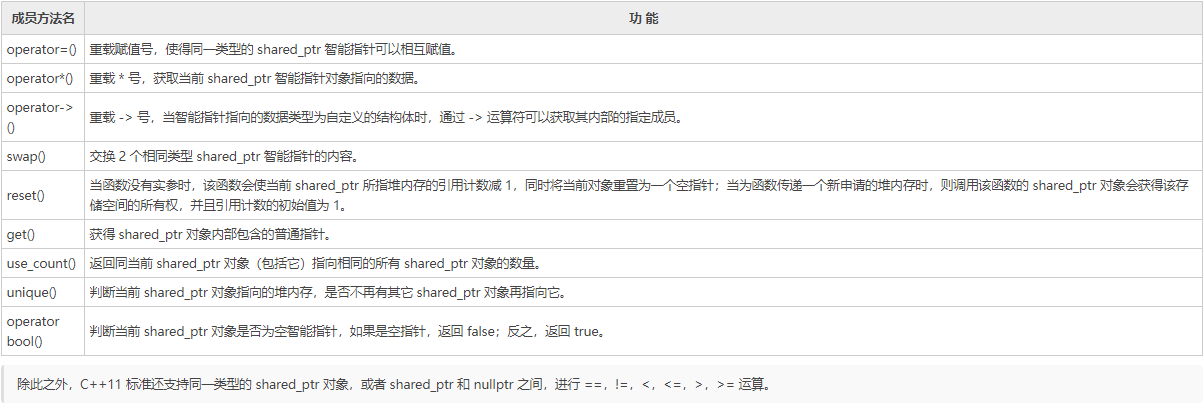 成员方法名 功 能
operator=() 重载赋值号，使得同一类型的 shared_ptr 智能指针可以相互赋值。
operator*() 重载 * 号，获取当前 shared_ptr 智能指针对象指向的数据。
operator->
() 重载 -> 号，当智能指针指向的数据类型为自定义的结构体时，通过 -> 运算符可以获取其内部的指定成员。
swap() 交换 2 个相同类型 shared_ptr 智能指针的内容。
reset() 当函数没有实参时，该函数会使当前 shared_ptr 所指堆内存的引用计数减 1，同时将当前对象重置为一个空指针；当为函数传递一个新申请的堆内存时，则调用该函数的 shared_ptr 对象会获得该存
储空间的所有权，并且引用计数的初始值为 1。
get() 获得 shared_ptr 对象内部包含的普通指针。
use_count() 返回同当前 shared_ptr 对象（包括它）指向相同的所有 shared_ptr 对象的数量。
unique() 判断当前 shared_ptr 对象指向的堆内存，是否不再有其它 shared_ptr 对象再指向它。
operator
bool() 判断当前 shared_ptr 对象是否为空智能指针，如果是空指针，返回 false；反之，返回 true。
除此之外，C++11 标准还支持同一类型的 shared_ptr 对象，或者 shared_ptr 和 nullptr 之间，进行 ==，!=，<，<=，>，>= 运算。